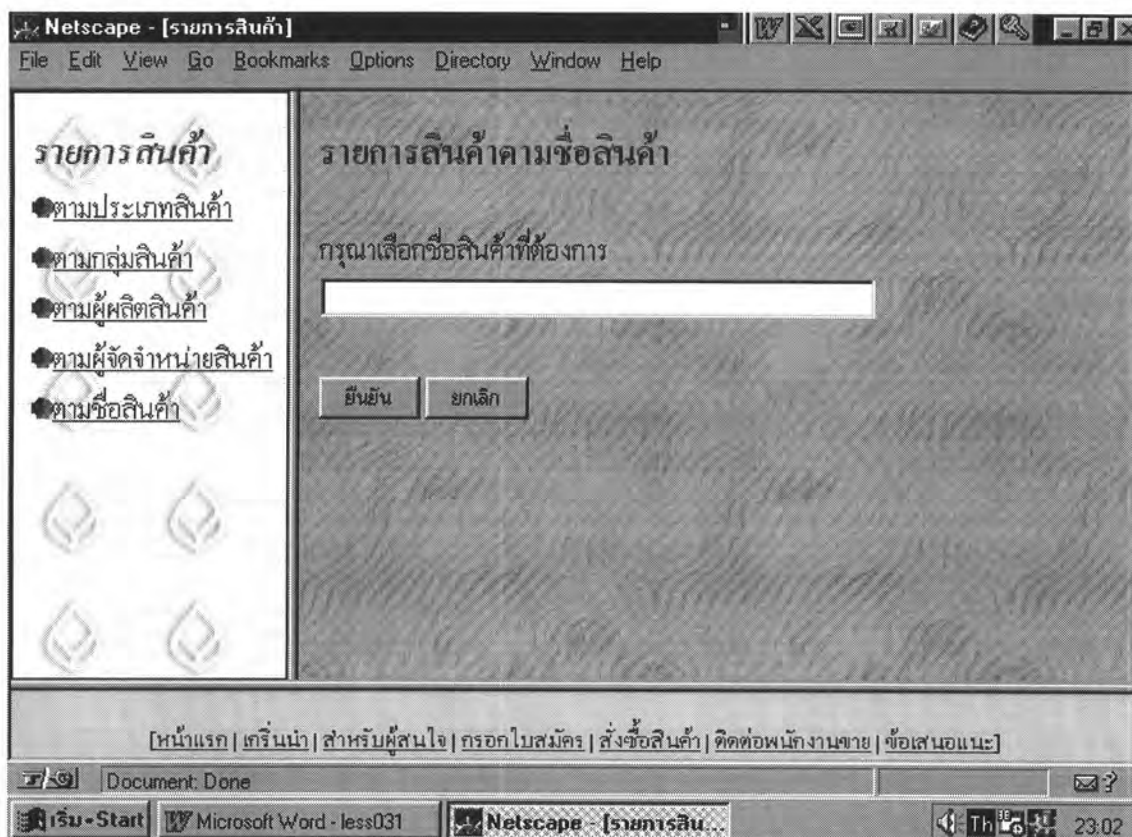 Netscape - [รายการสินค้า]
File Edit View Go Bookmarks Options Directory Window Help
รายการสินค้า
ตามประเภทสินค้า
ตามกลุ่มสินค้า
ตามผู้ผลิตสินค้า
ตามผู้จัดจำหน่ายสินค้า
ตามชื่อสินค้า
รายการสินค้าตามชื่อสินค้า
กรุณาเลือกชื่อสินค้าที่ต้องการ
ยืนยัน ยกเลิก
[หน้าแรก | เกริ่นนำ | สำหรับผู้สนใจ | กรอกใบสมัคร | สั่งซื้อสินค้า | ติดต่อพนักงานขาย | ข้อเสนอแนะ]
Document: Done
เริ่ม-Start Microsoft Word - less031 Netscape - [รายการสิน... Th 23:02